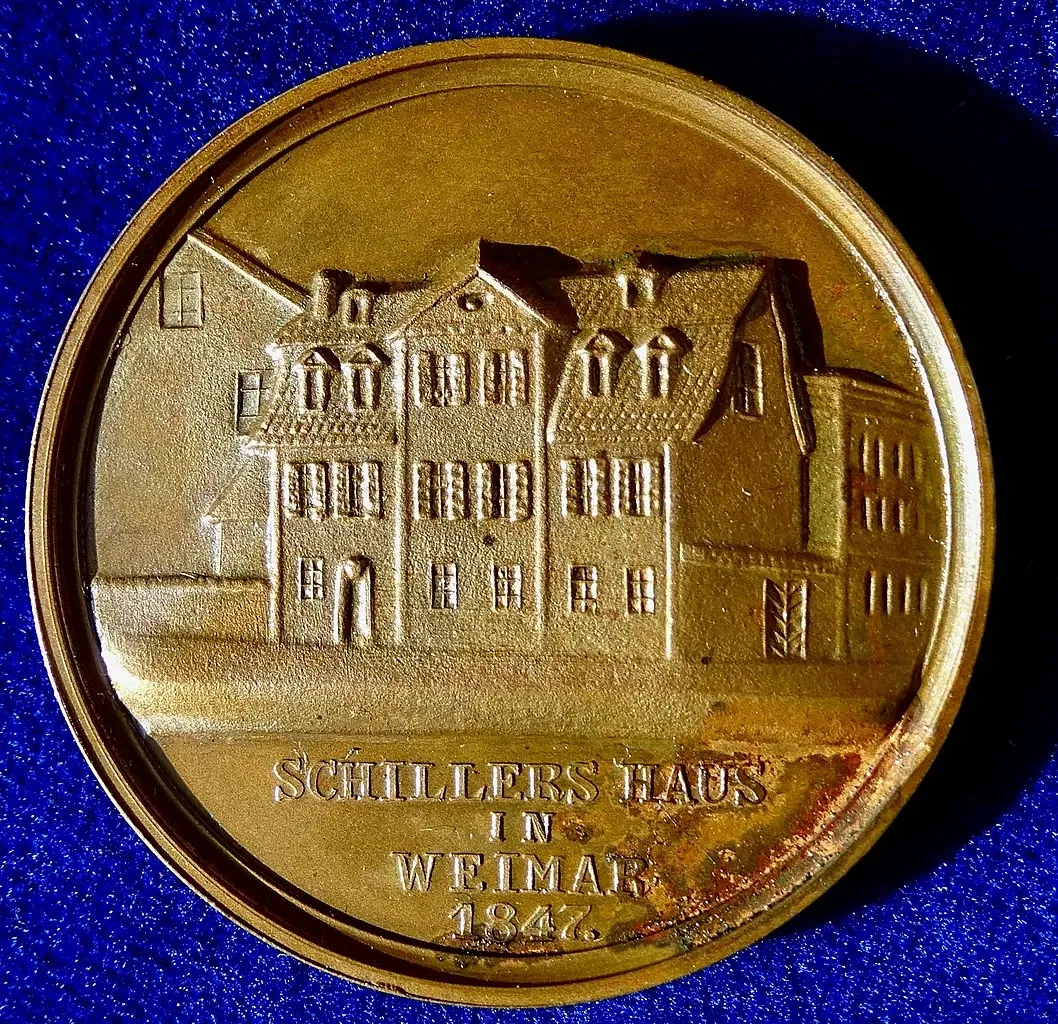 SCHILLERS HAUS
IN
WEIMAR
1847.